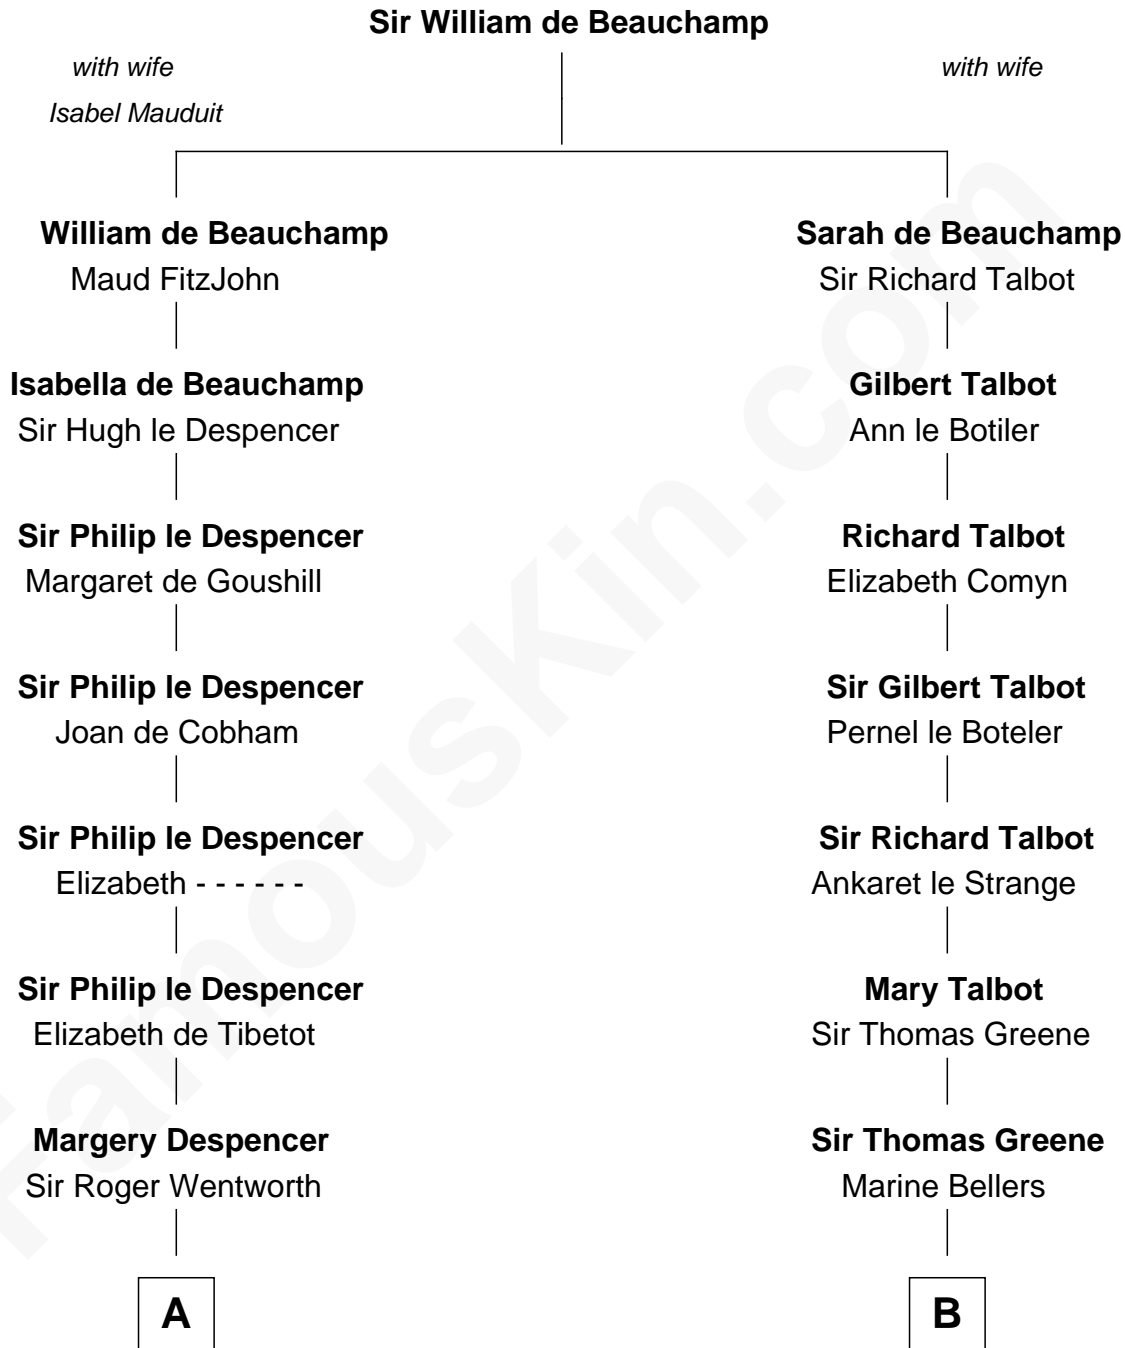 Sir William de Beauchamp
with wife
Isabel Mauduit
with wife
William de Beauchamp
Maud FitzJohn
Sarah de Beauchamp
Sir Richard Talbot
Isabella de Beauchamp
Sir Hugh le Despencer
Gilbert Talbot
Ann le Botiler
Sir Philip le Despencer
Margaret de Goushill
Richard Talbot
Elizabeth Comyn
Sir Philip le Despencer
Joan de Cobham
Sir Gilbert Talbot
Pernel le Boteler
Sir Philip le Despencer
Elizabeth - - - - - -
Sir Richard Talbot
Ankaret le Strange
Sir Philip le Despencer
Elizabeth de Tibetot
Mary Talbot
Sir Thomas Greene
Margery Despencer
Sir Roger Wentworth
Sir Thomas Greene
Marine Bellers
A
B
FamousKin.com